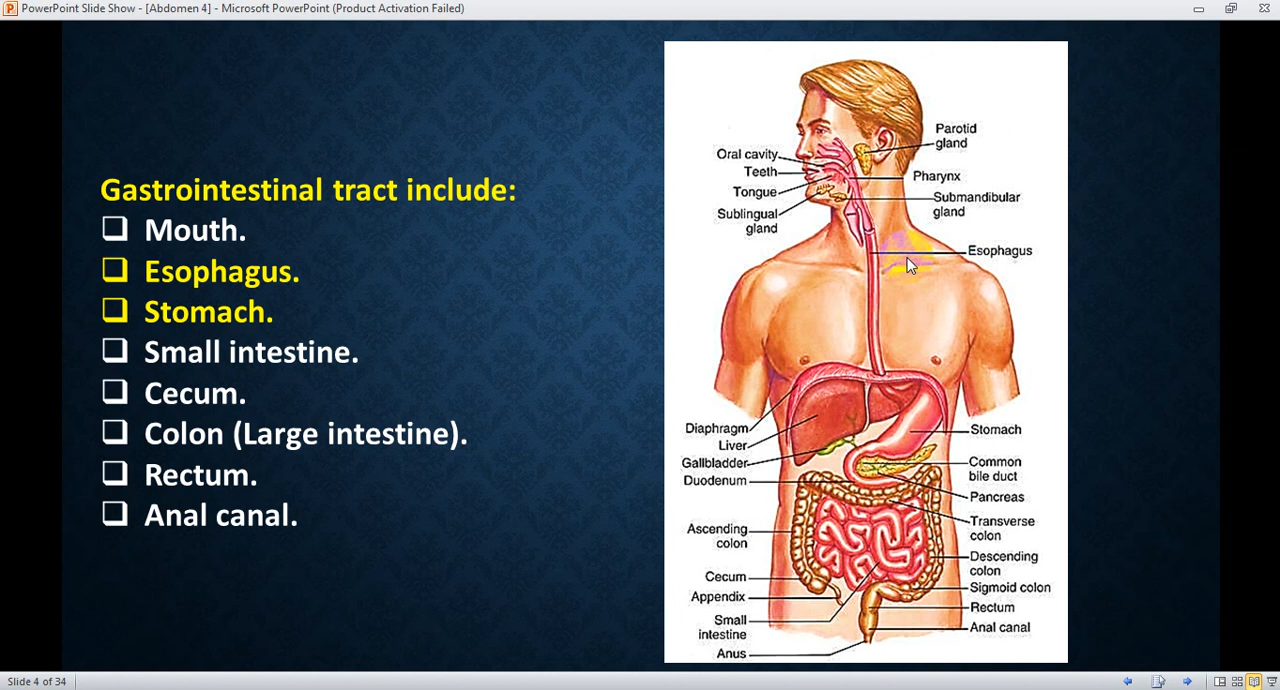 PowerPoint Slide Show - [Abdomen 4] - Microsoft PowerPoint (Product Activation Failed)
Gastrointestinal tract include:
Mouth.
Esophagus.
Stomach.
Small intestine.
Cecum.
Colon (Large intestine).
Rectum.
Anal canal.
Oral cavity
Teeth
Tongue
Sublingual
gland
Parotid
gland
Pharynx
Submandibular
gland
Esophagus
Diaphragm
Liver
Gallbladder
Duodenum
Ascending
colon
Cecum
Appendix
Small
intestine
Anus
Stomach
Common
bile duct
Pancreas
Transverse
colon
Descending
colon
Sigmoid colon
Rectum
Anal canal
Slide 4 of 34